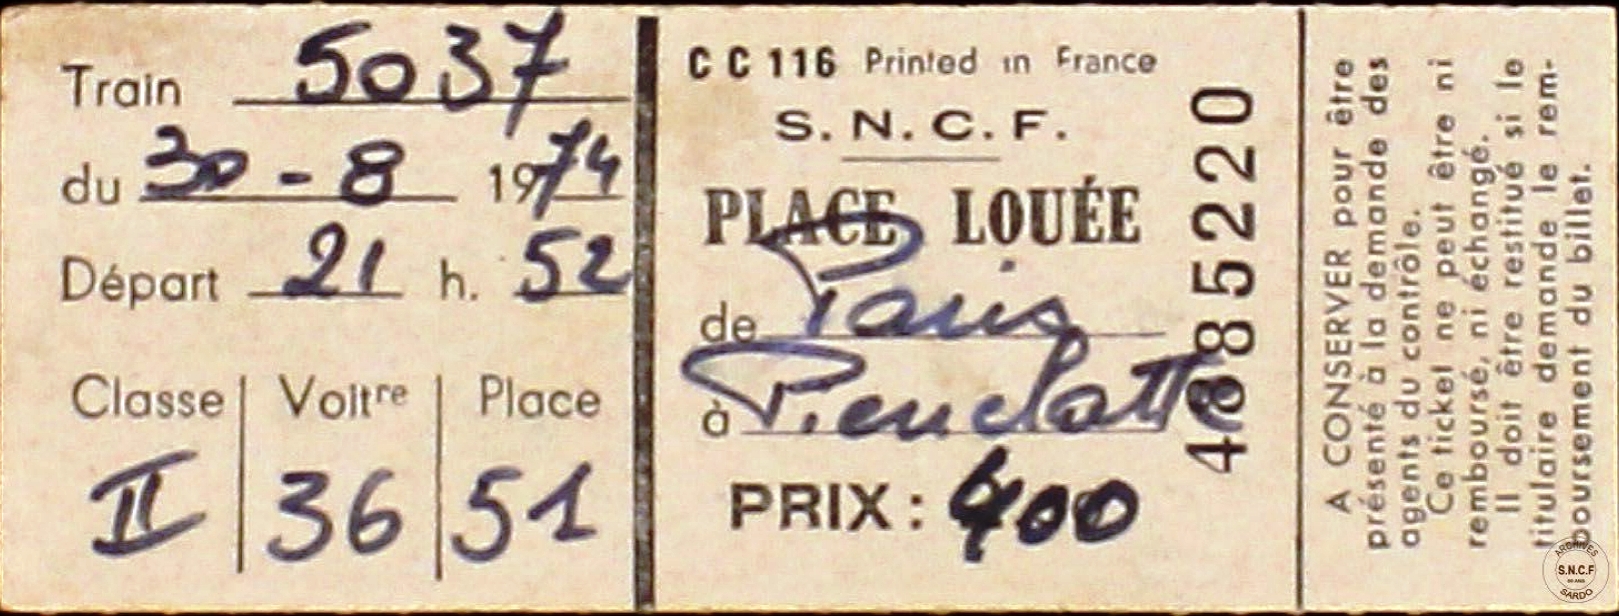 Train 5037
du 30-8 1974
Départ 21 h. 52
Classe Voitre Place
II 36 51
CC 116 Printed in France
S.N.C.F.
PLACE LOUÉE
de Paris
à
PRIX: 400
4885220
A CONSERVER pour être
présenté à la demande des
agents du contrôle.
Ce ticket ne peut être ni
remboursé, ni échangé.
Il doit être restitué si le
titulaire demande le rem-
boursement du billet.
ARCHIVES
S.N.C.F
SARDO